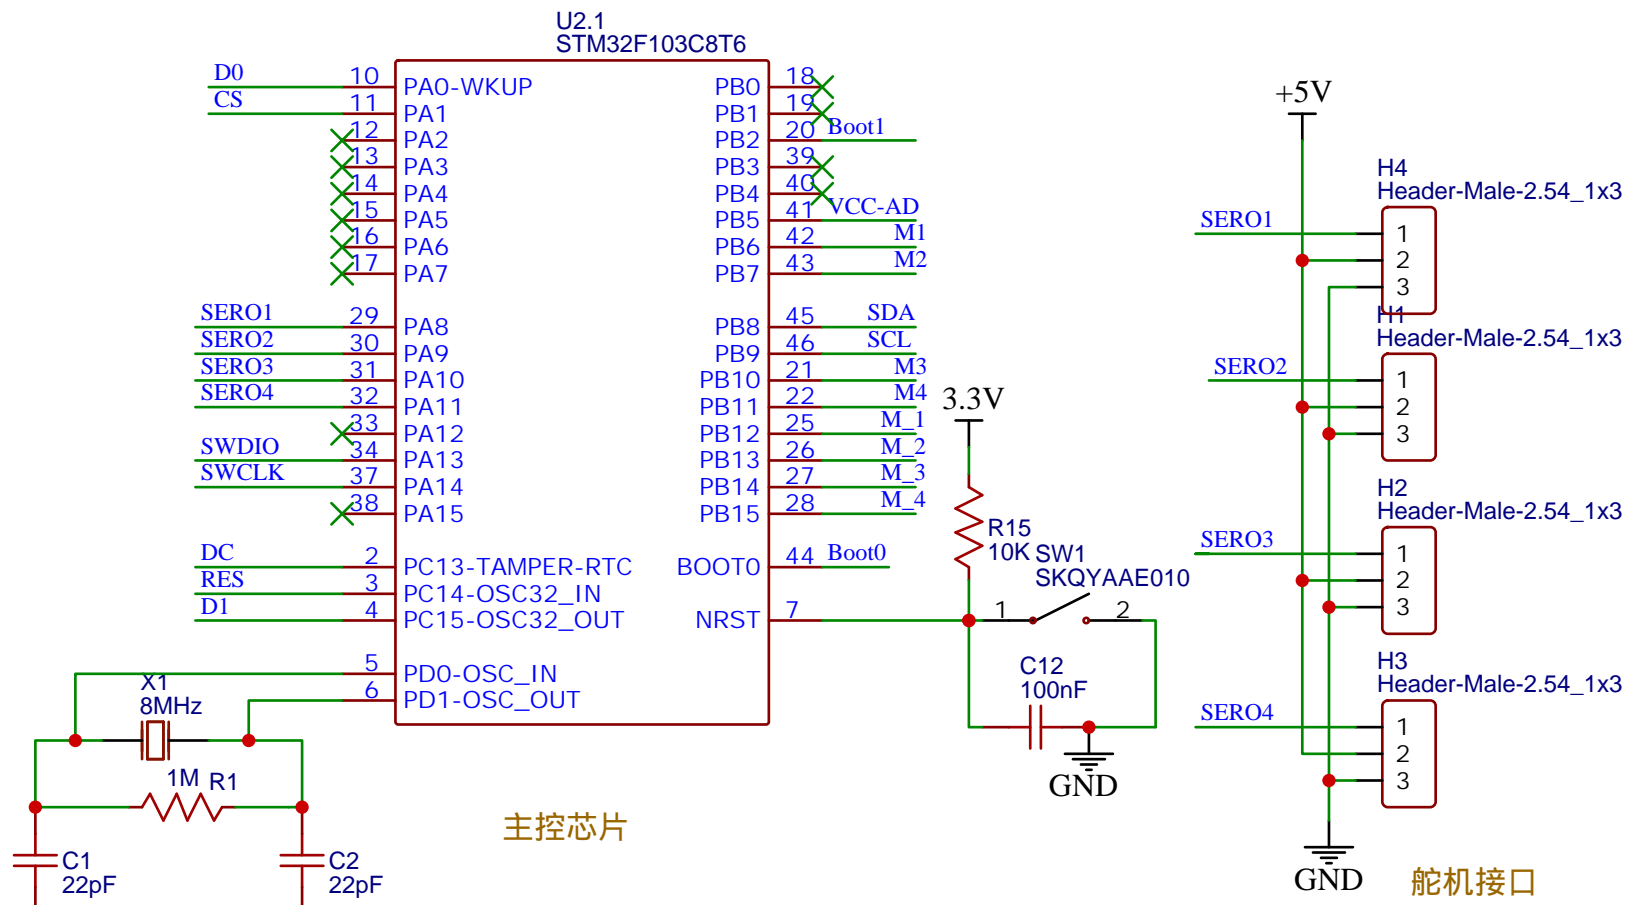 U2.1
STM32F103C8T6
D0 10 PA0-WKUP PB0 18
CS 11 PA1 PB1 19
12 PA2 PB2 20 Boot1
13 PA3 PB3 39
14 PA4 PB4 40
15 PA5 PB5 41 VCC-AD
16 PA6 PB6 42 M1
17 PA7 PB7 43 M2
SERO1 29 PA8 PB8 45 SDA
SERO2 30 PA9 PB9 46 SCL
SERO3 31 PA10 PB10 21 M3
SERO4 32 PA11 PB11 22 M4
33 PA12 PB12 25 M_1
SWDIO 34 PA13 PB13 26 M_2
SWCLK 37 PA14 PB14 27 M_3
38 PA15 PB15 28 M_4
DC 2 PC13-TAMPER-RTC BOOT0 44 Boot0
RES 3 PC14-OSC32_IN
D1 4 PC15-OSC32_OUT NRST 7
5 PD0-OSC_IN
6 PD1-OSC_OUT
X1
8MHz
1M R1
C1
22pF
C2
22pF
主控芯片
3.3V
R15
10K
SW1
SKQYAAE010
1 2
C12
100nF
GND
+5V
H4
Header-Male-2.54_1x3
SERO1 1
2
3
H1
Header-Male-2.54_1x3
SERO2 1
2
3
H2
Header-Male-2.54_1x3
SERO3 1
2
3
H3
Header-Male-2.54_1x3
SERO4 1
2
3
GND
舵机接口